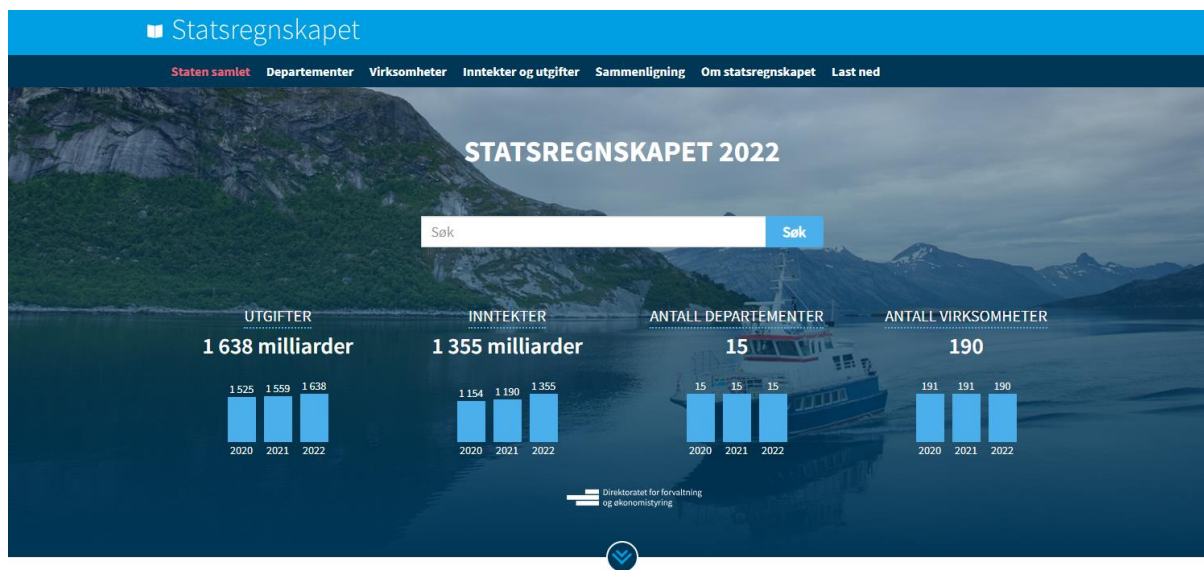 Statsregnskapet
Staten samlet Departementer Virksomheter Inntekter og utgifter Sammenligning Om statsregnskapet Last ned
STATSREGNSKAPET 2022
Søk Søk
UTGIFTER
1 638 milliarder
1 525 1 559 1 638
2020 2021 2022
INNTEKTER
1 355 milliarder
1 154 1 190 1 355
2020 2021 2022
ANTALL DEPARTEMENTER
15
15 15 15
2020 2021 2022
ANTALL VIRKSOMHETER
190
191 191 190
2020 2021 2022
Direktoratet for forvaltning
og økonomistyring